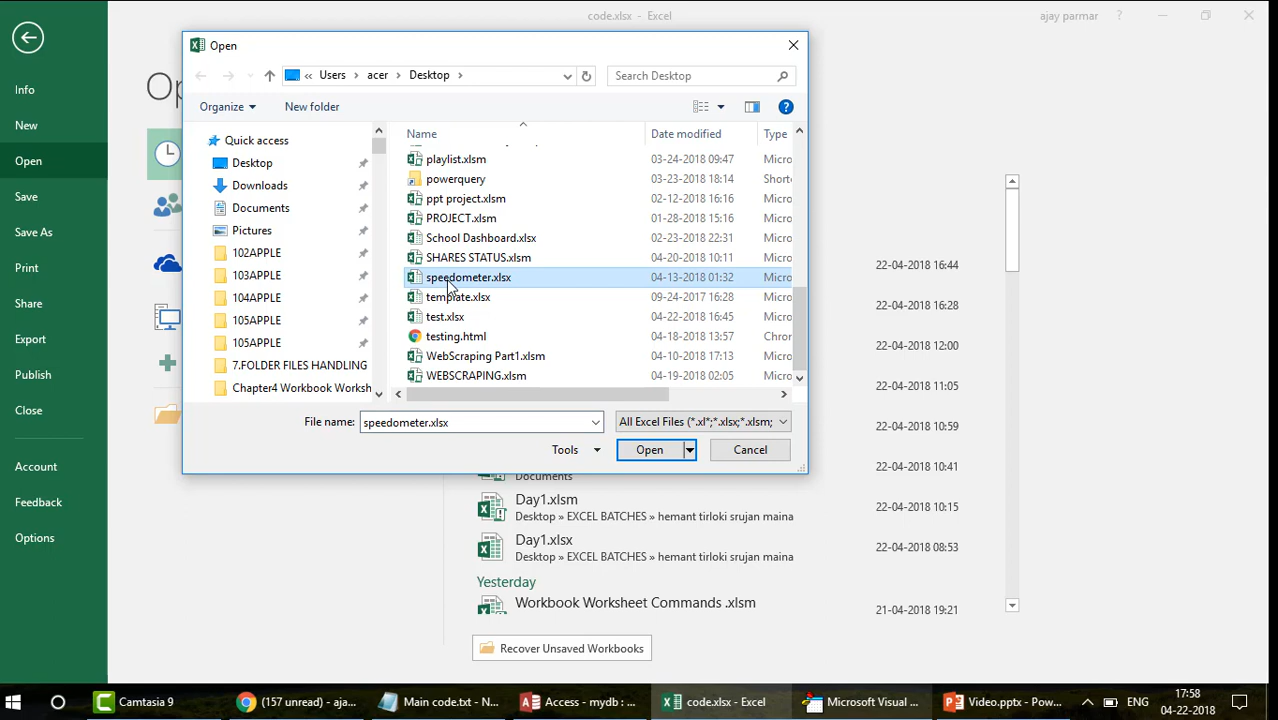 code.xlsx - Excel
ajay parmar
?
Info
New
Open
Save
Save As
Print
Share
Export
Publish
Close
Account
Feedback
Options
Open
« Users > acer > Desktop >
Search Desktop
Organize
New folder
Quick access
Desktop
Downloads
Documents
Pictures
102APPLE
103APPLE
104APPLE
105APPLE
105APPLE
7.FOLDER FILES HANDLING
Chapter4 Workbook Worksh
Name Date modified Type
playlist.xlsm 03-24-2018 09:47 Micro
powerquery 03-23-2018 18:14 Short
ppt project.xlsm 02-12-2018 16:16 Micro
PROJECT.xlsm 01-28-2018 15:16 Micro
School Dashboard.xlsx 02-23-2018 22:31 Micro
SHARES STATUS.xlsm 04-20-2018 10:11 Micro
speedometer.xlsx 04-13-2018 01:32 Micro
template.xlsx 09-24-2017 16:28 Micro
test.xlsx 04-22-2018 16:45 Micro
testing.html 04-18-2018 13:57 Chro
WebScraping Part1.xlsm 04-10-2018 17:13 Micro
WEBSCRAPING.xlsm 04-19-2018 02:05 Micro
File name: speedometer.xlsx All Excel Files (*.xl*;*.xlsx;*.xlsm;
Tools Open Cancel
22-04-2018 16:44
22-04-2018 16:28
22-04-2018 12:00
22-04-2018 11:05
22-04-2018 10:59
22-04-2018 10:41
Documents
Day1.xlsm 22-04-2018 10:15
Desktop » EXCEL BATCHES » hemant tirloki srujan maina
Day1.xlsx 22-04-2018 08:53
Desktop » EXCEL BATCHES » hemant tirloki srujan maina
Yesterday
Workbook Worksheet Commands .xlsm 21-04-2018 19:21
Recover Unsaved Workbooks
Camtasia 9
(157 unread) - aja...
Main code.txt - N...
Access - mydb : ...
code.xlsx - Excel
Microsoft Visual ...
Video.pptx - Pow...
ENG
17:58
04-22-2018